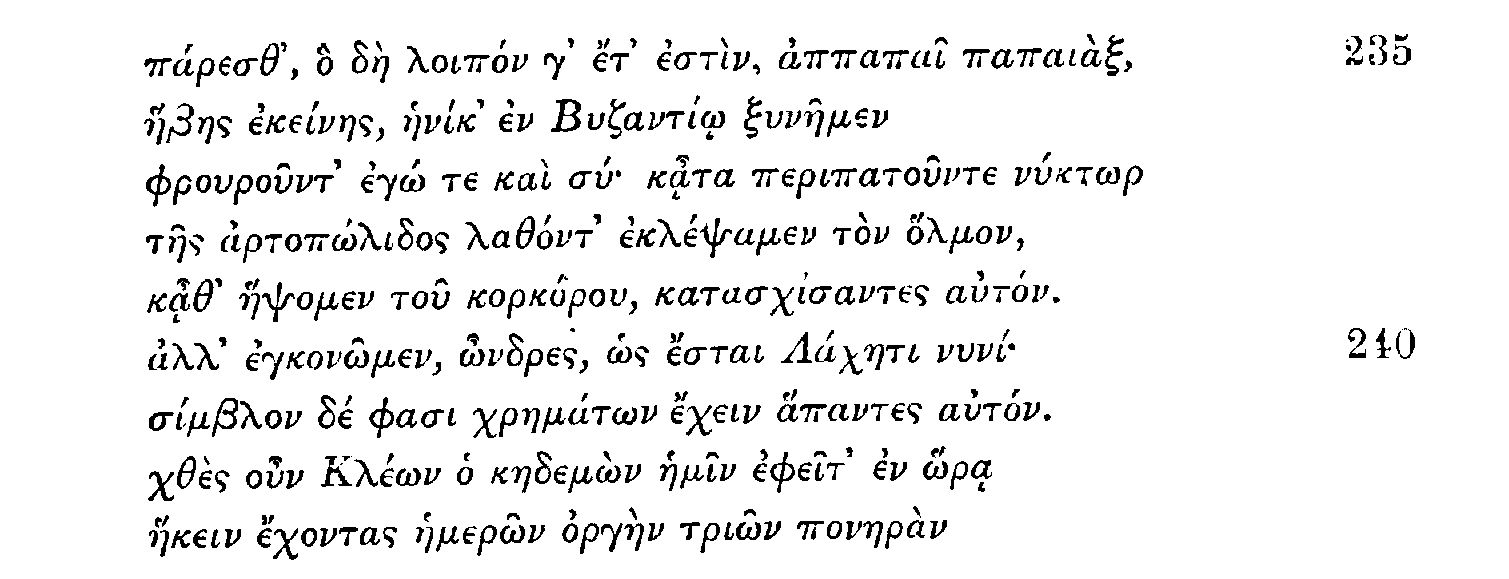 πάρεσθ’, ὃ δὴ λοιπόν γ’ ἔτ’ ἐστὶν, ἀππαπαῖ παπαιὰξ, 235
ἥβης ἐκείνης, ἡνίκ’ ἐν Βυζαντίῳ ξυνῆμεν
φρουροῦντ’ ἐγώ τε καὶ σύ· κᾆτα περιπατοῦντε νύκτωρ
τῆς ἀρτοπώλιδος λαθόντ’ ἐκλέψαμεν τὸν ὅλμον,
κᾆθ’ ἥψομεν τοῦ κορκόρου, κατασχίσαντες αὐτόν.
ἀλλ’ ἐγκονῶμεν, ὦνδρες, ὡς ἔσται Λάχητι νυνί· 240
σίμβλον δέ φασι χρημάτων ἔχειν ἅπαντες αὐτόν.
χθὲς οὖν Κλέων ὁ κηδεμὼν ἡμῖν ἐφεῖτ’ ἐν ὥρᾳ
ἥκειν ἔχοντας ἡμερῶν ὀργὴν τριῶν πονηρὰν